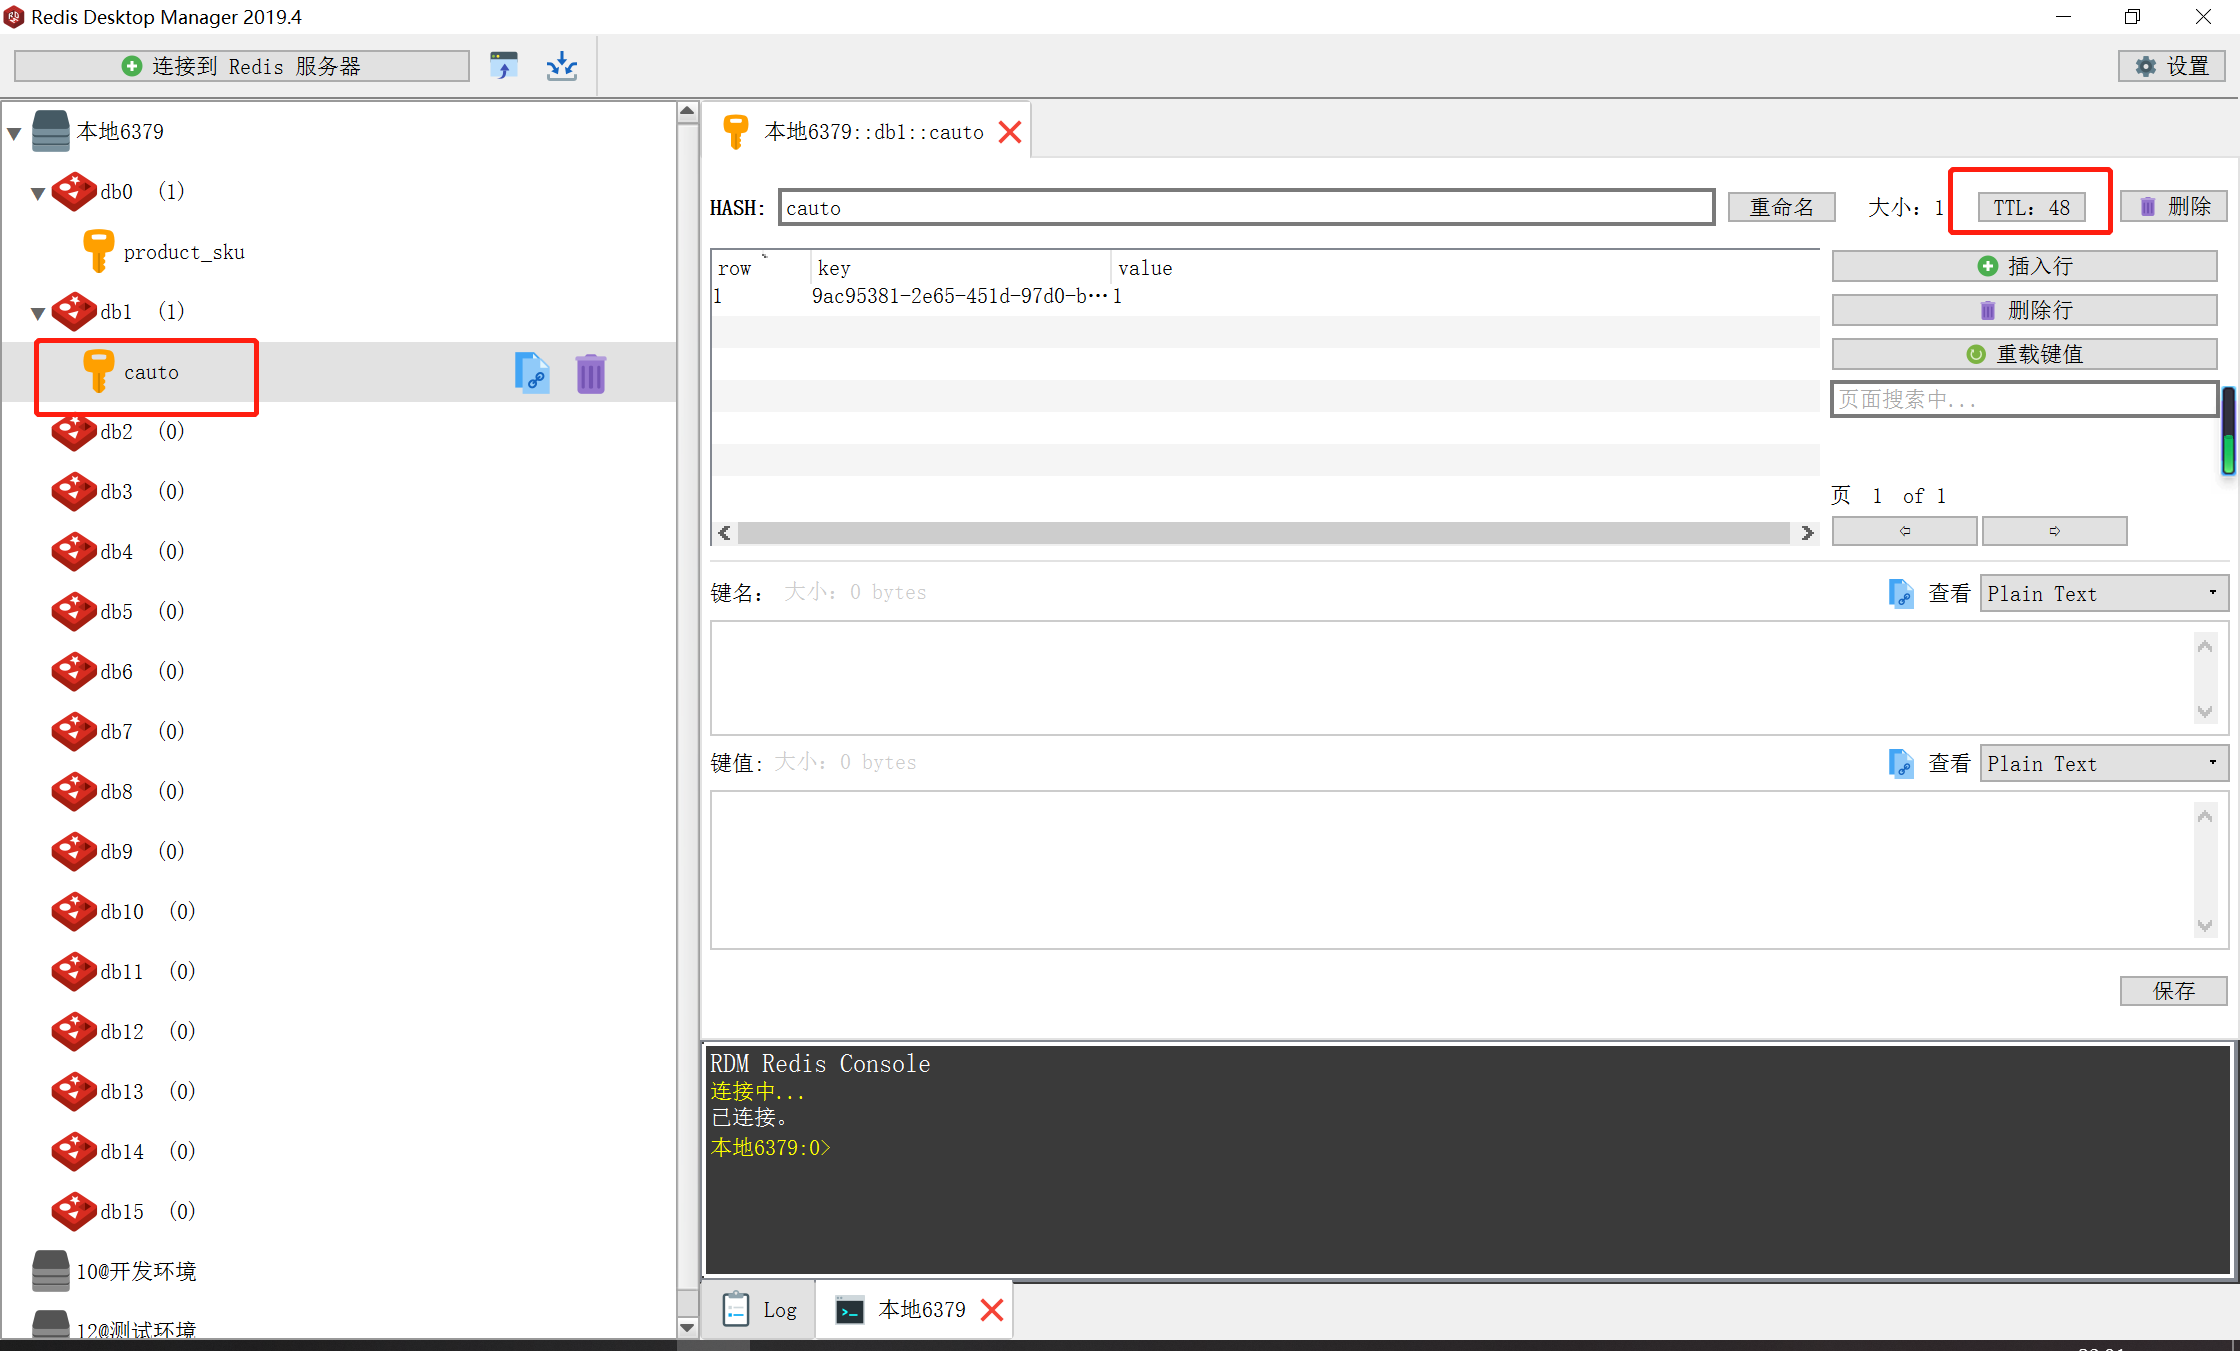 Redis Desktop Manager 2019.4
连接到 Redis 服务器
设置
本地6379
db0 (1)
product_sku
db1 (1)
cauto
db2 (0)
db3 (0)
db4 (0)
db5 (0)
db6 (0)
db7 (0)
db8 (0)
db9 (0)
db10 (0)
db11 (0)
db12 (0)
db13 (0)
db14 (0)
db15 (0)
10@开发环境
12@测试环境
本地6379::db1::cauto
HASH: cauto 重命名 大小: 1 TTL: 48 删除
row key value
1 9ac95381-2e65-451d-97d0-b… 1
插入行
删除行
重载键值
页面搜索中...
页 1 of 1
键名: 大小: 0 bytes 查看 Plain Text
键值: 大小: 0 bytes 查看 Plain Text
保存
RDM Redis Console
连接中...
已连接。
本地6379:0>
Log 本地6379